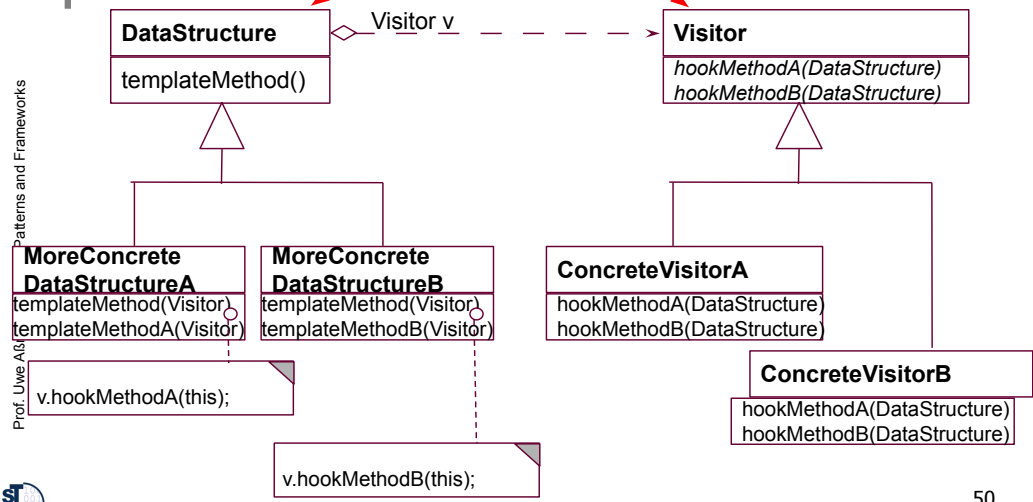 Visitor v
DataStructure
templateMethod()
Visitor
hookMethodA(DataStructure)
hookMethodB(DataStructure)
Prof. Uwe Aßm
Patterns and Frameworks
MoreConcrete
DataStructureA
templateMethod(Visitor)
templateMethodA(Visitor)
MoreConcrete
DataStructureB
templateMethod(Visitor)
templateMethodB(Visitor)
ConcreteVisitorA
hookMethodA(DataStructure)
hookMethodB(DataStructure)
ConcreteVisitorB
hookMethodA(DataStructure)
hookMethodB(DataStructure)
v.hookMethodA(this);
v.hookMethodB(this);
ST
50